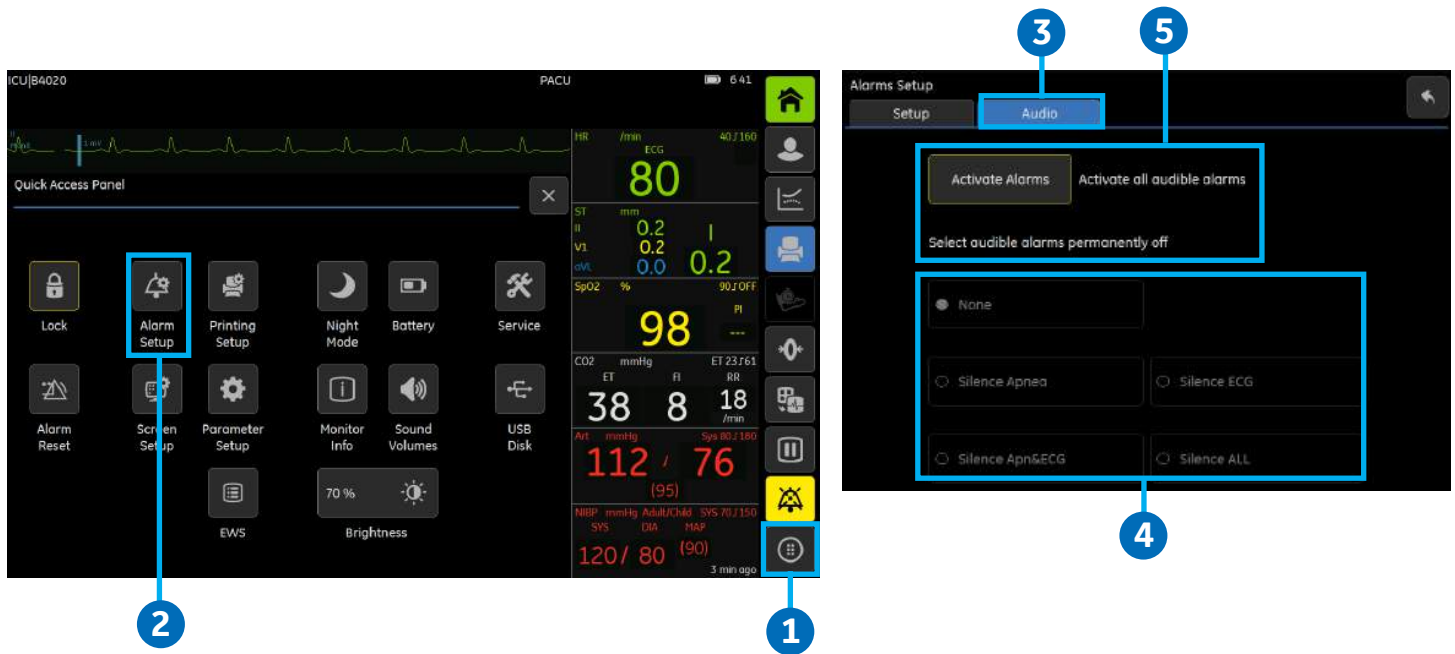 3
5
ICU|B4020
PACU
6 41
II
1 mV
Quick Access Panel
Lock
Alarm
Setup
Printing
Setup
Night
Mode
Battery
Service
Alarm
Reset
Screen
Setup
Parameter
Setup
Monitor
Info
Sound
Volumes
USB
Disk
EWS
70 %
Brightness
HR /min 40 160
ECG
80
ST mm
II 0.2 I
V1 0.2
aVL 0.0 0.2
SpO2 % 90 OFF
PI
98 ---
CO2 mmHg ET 23 61
ET FI RR
38 8 18
/min
Art mmHg Sys 80 180
112 / 76
(95)
NIBP mmHg Adult/Child SYS 70 150
SYS DIA MAP
120/ 80 (90)
3 min ago
0
2
1
Alarms Setup
Setup
Audio
Activate Alarms
Activate all audible alarms
Select audible alarms permanently off
None
Silence Apnea
Silence ECG
Silence Apn&ECG
Silence ALL
4